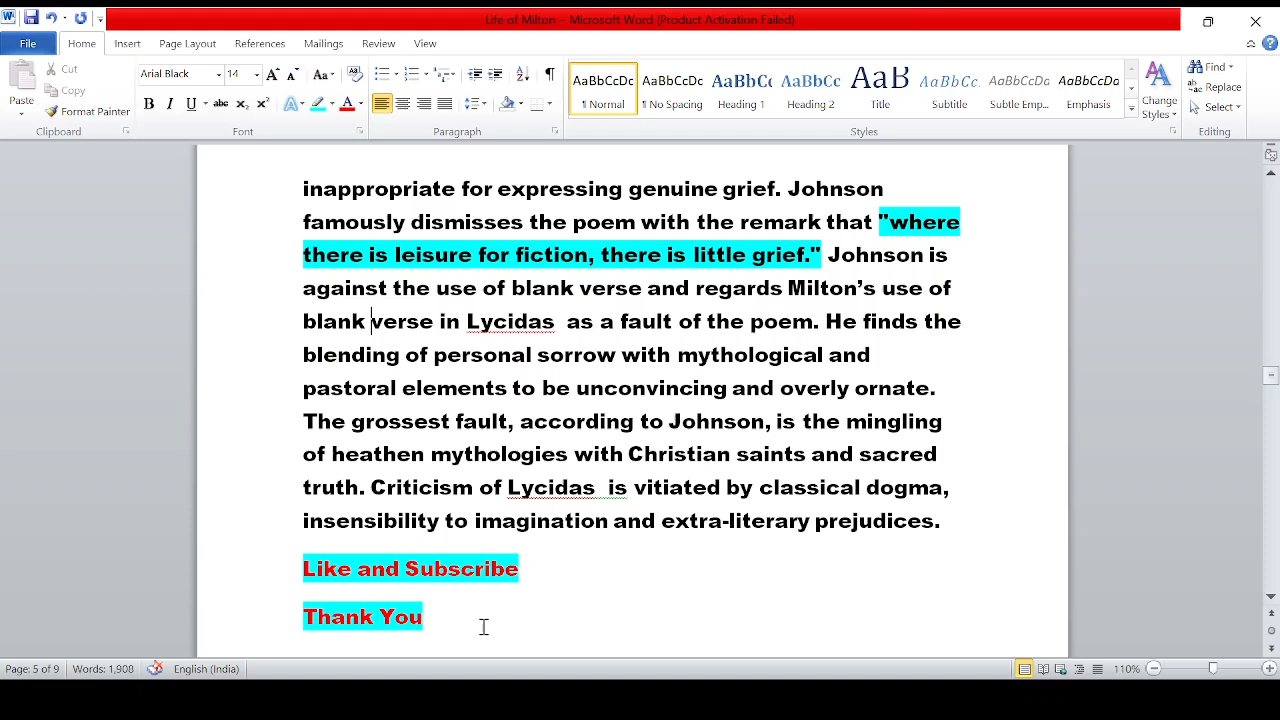 Life of Milton - Microsoft Word (Product Activation Failed)
File Home Insert Page Layout References Mailings Review View
Paste
Cut
Copy
Format Painter
Clipboard
Arial Black 14
Font
Paragraph
AaBbCcDc AaBbCcDc AaBbCc AaBbCc AaB AaBbCc. AaBbCcDc AaBbCcDc
¶ Normal ¶ No Spacing Heading 1 Heading 2 Title Subtitle Subtle Emp... Emphasis
Styles
Change
Styles
Find
Replace
Select
Editing
inappropriate for expressing genuine grief. Johnson
famously dismisses the poem with the remark that "where
there is leisure for fiction, there is little grief." Johnson is
against the use of blank verse and regards Milton’s use of
blank verse in Lycidas as a fault of the poem. He finds the
blending of personal sorrow with mythological and
pastoral elements to be unconvincing and overly ornate.
The grossest fault, according to Johnson, is the mingling
of heathen mythologies with Christian saints and sacred
truth. Criticism of Lycidas is vitiated by classical dogma,
insensibility to imagination and extra-literary prejudices.
Like and Subscribe
Thank You
Page: 5 of 9 Words: 1,908 English (India) 110%